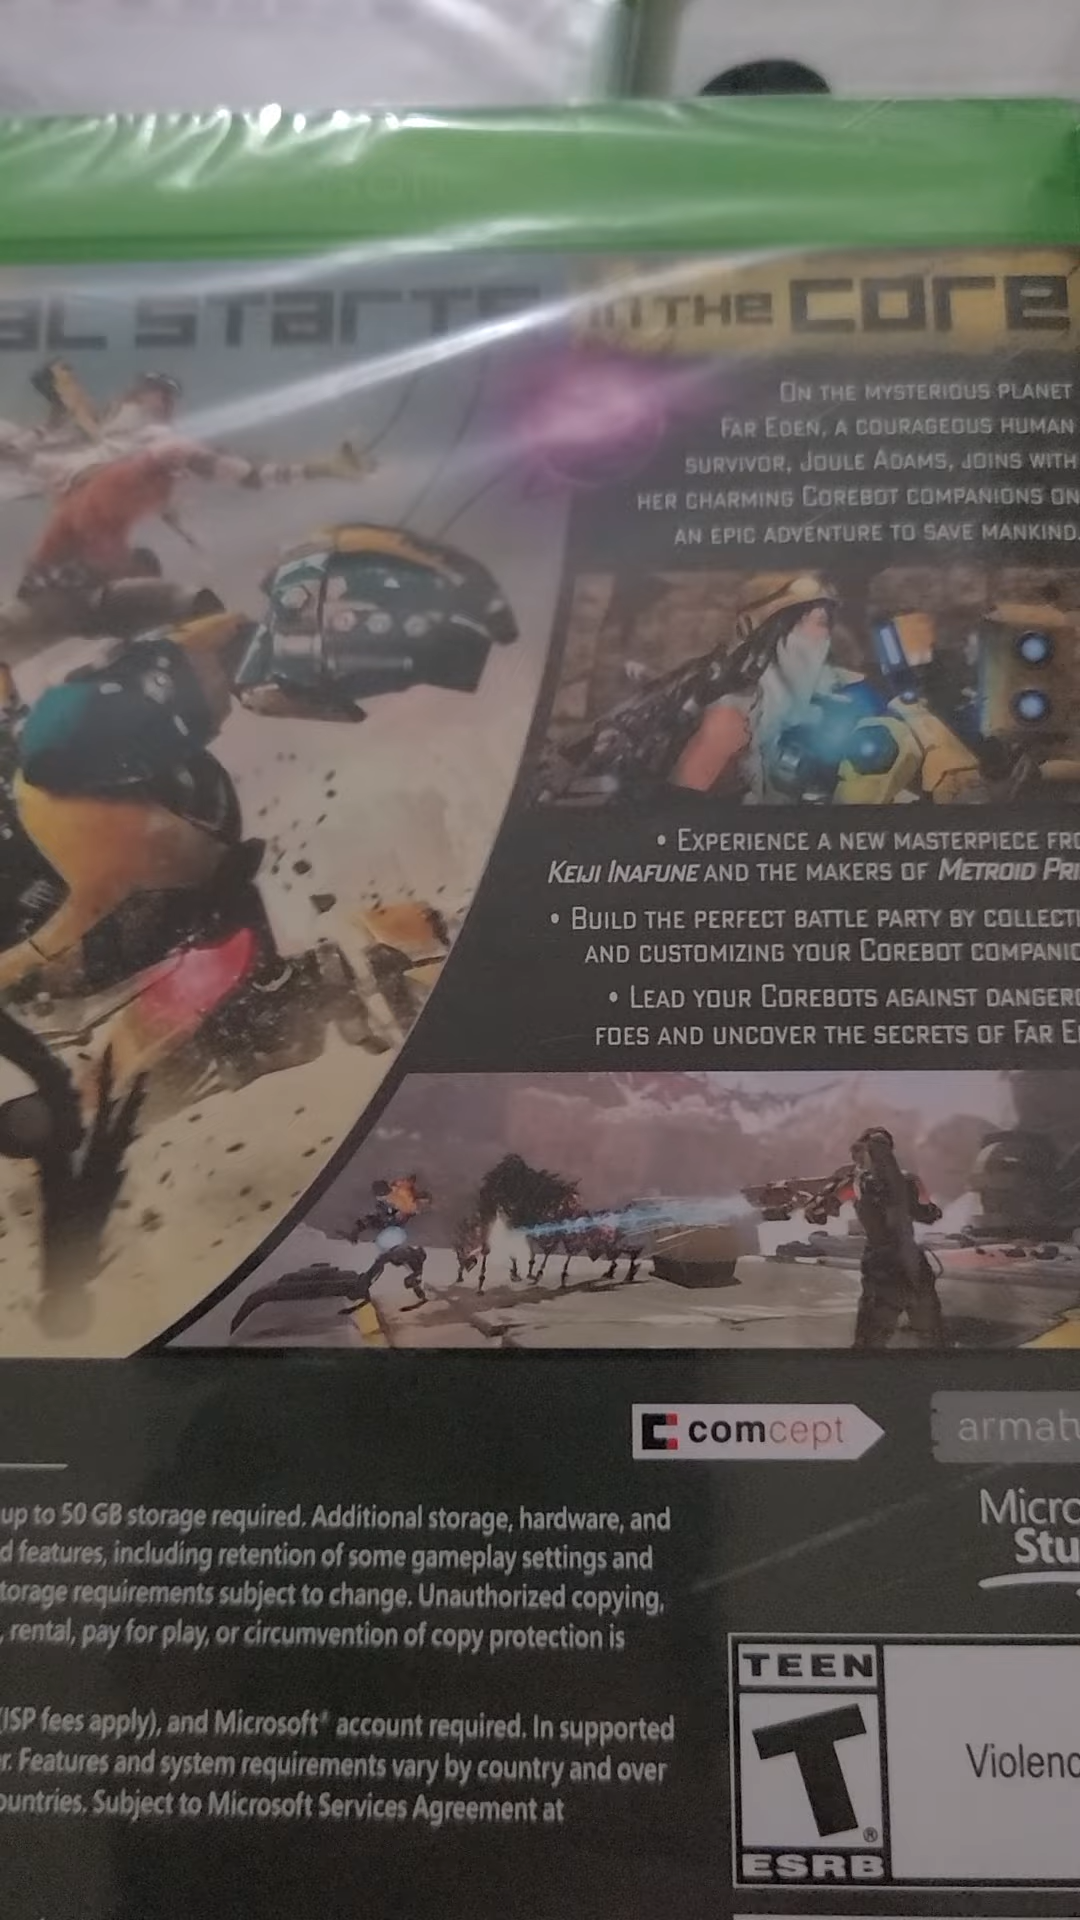 AL STARTS IN THE CORE
ON THE MYSTERIOUS PLANET
FAR EDEN, A COURAGEOUS HUMAN
SURVIVOR, JOULE ADAMS, JOINS WITH
HER CHARMING COREBOT COMPANIONS ON
AN EPIC ADVENTURE TO SAVE MANKIND.
• EXPERIENCE A NEW MASTERPIECE FRO
KEIJI INAFUNE AND THE MAKERS OF METROID PRI
• BUILD THE PERFECT BATTLE PARTY BY COLLECTI
AND CUSTOMIZING YOUR COREBOT COMPANIO
• LEAD YOUR COREBOTS AGAINST DANGERO
FOES AND UNCOVER THE SECRETS OF FAR E
comcept
armatu
Micro
Stu
up to 50 GB storage required. Additional storage, hardware, and
d features, including retention of some gameplay settings and
torage requirements subject to change. Unauthorized copying,
, rental, pay for play, or circumvention of copy protection is
(ISP fees apply), and Microsoft® account required. In supported
r. Features and system requirements vary by country and over
ountries. Subject to Microsoft Services Agreement at
TEEN
T
®
ESRB
Violenc